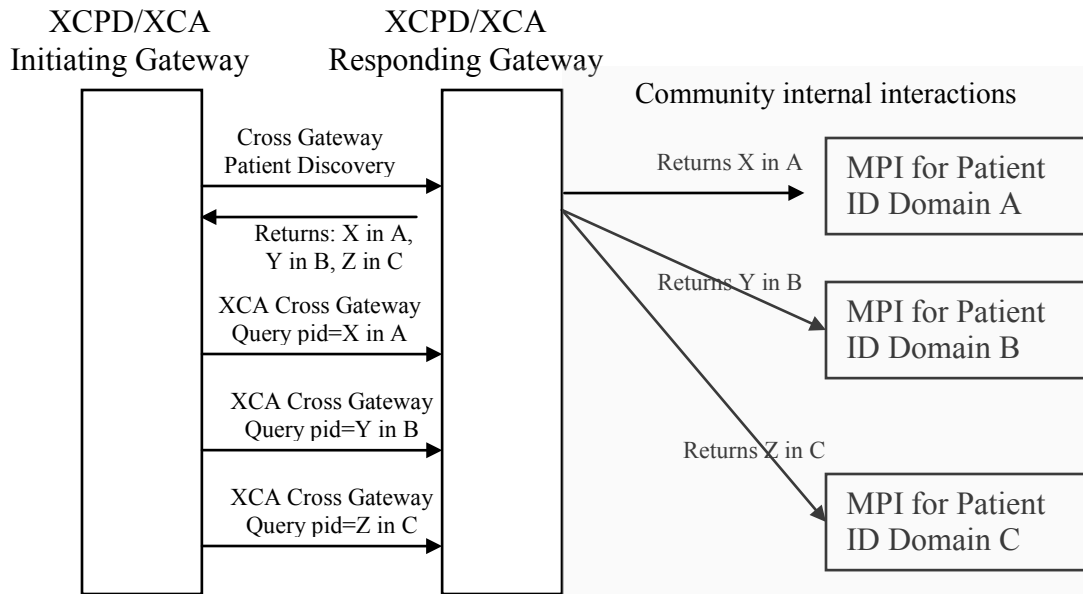 XCPD/XCA
Initiating Gateway
XCPD/XCA
Responding Gateway
Community internal interactions
Cross Gateway
Patient Discovery
Returns: X in A,
Y in B, Z in C
XCA Cross Gateway
Query pid=X in A
XCA Cross Gateway
Query pid=Y in B
XCA Cross Gateway
Query pid=Z in C
Returns X in A
MPI for Patient
ID Domain A
Returns Y in B
MPI for Patient
ID Domain B
Returns Z in C
MPI for Patient
ID Domain C